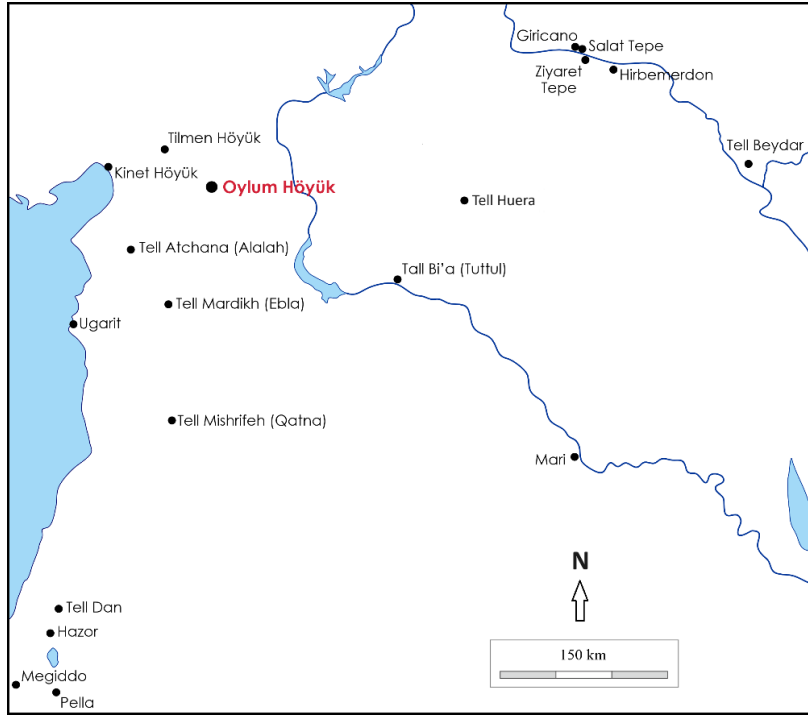 Giricano
Salat Tepe
Ziyaret
Tepe
Hirbemerdon
Tilmen Höyük
Tell Beydar
Kinet Höyük
Oylum Höyük
Tell Huera
Tell Atchana (Alalah)
Tall Bi'a (Tuttul)
Tell Mardikh (Ebla)
Ugarit
Tell Mishrifeh (Qatna)
Mari
N
Tell Dan
Hazor
150 km
Megiddo
Pella